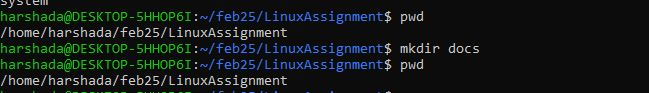 system
harshada@DESKTOP-5HHOP6I:~/feb25/LinuxAssignment$ pwd
/home/harshada/feb25/LinuxAssignment
harshada@DESKTOP-5HHOP6I:~/feb25/LinuxAssignment$ mkdir docs
harshada@DESKTOP-5HHOP6I:~/feb25/LinuxAssignment$ pwd
/home/harshada/feb25/LinuxAssignment